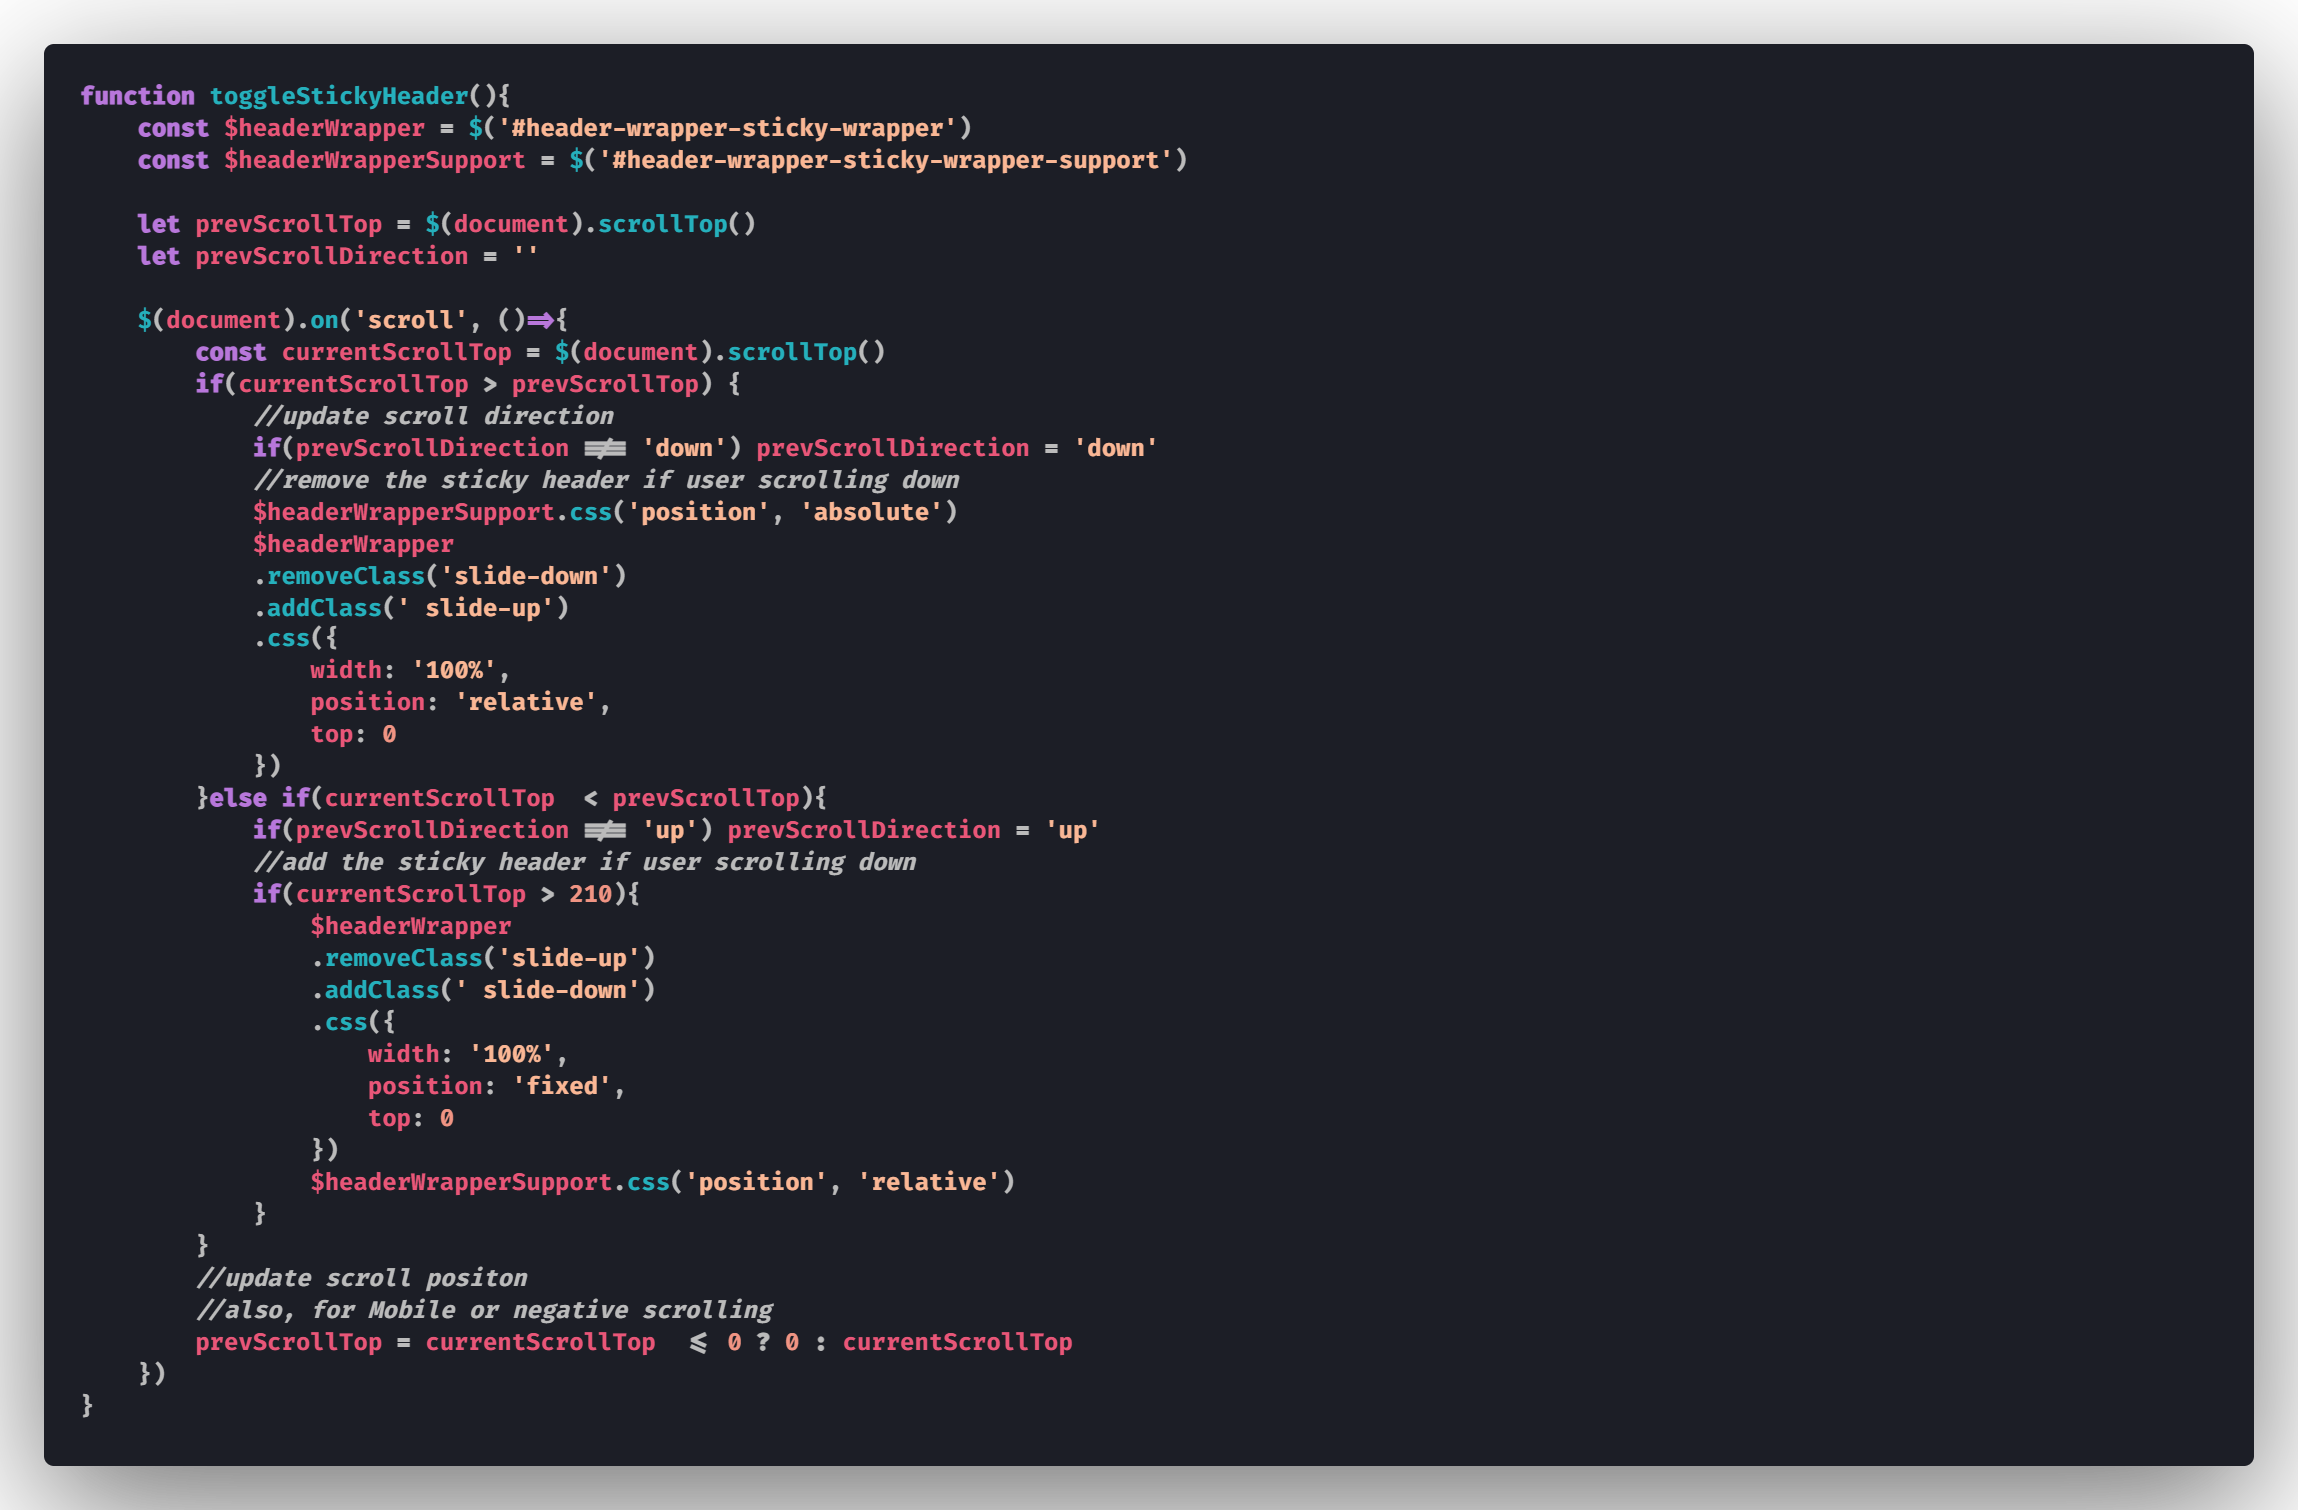 function toggleStickyHeader(){
    const $headerWrapper = $('#header-wrapper-sticky-wrapper')
    const $headerWrapperSupport = $('#header-wrapper-sticky-wrapper-support')

    let prevScrollTop = $(document).scrollTop()
    let prevScrollDirection = ''

    $(document).on('scroll', ()=>{
        const currentScrollTop = $(document).scrollTop()
        if(currentScrollTop > prevScrollTop) {
            //update scroll direction
            if(prevScrollDirection !== 'down') prevScrollDirection = 'down'
            //remove the sticky header if user scrolling down
            $headerWrapperSupport.css('position', 'absolute')
            $headerWrapper
            .removeClass('slide-down')
            .addClass(' slide-up')
            .css({
                width: '100%',
                position: 'relative',
                top: 0
            })
        }else if(currentScrollTop  < prevScrollTop){
            if(prevScrollDirection !== 'up') prevScrollDirection = 'up'
            //add the sticky header if user scrolling down
            if(currentScrollTop > 210){
                $headerWrapper
                .removeClass('slide-up')
                .addClass(' slide-down')
                .css({
                    width: '100%',
                    position: 'fixed',
                    top: 0
                })
                $headerWrapperSupport.css('position', 'relative')
            }
        }
        //update scroll positon
        //also, for Mobile or negative scrolling
        prevScrollTop = currentScrollTop  <= 0 ? 0 : currentScrollTop
    })
}